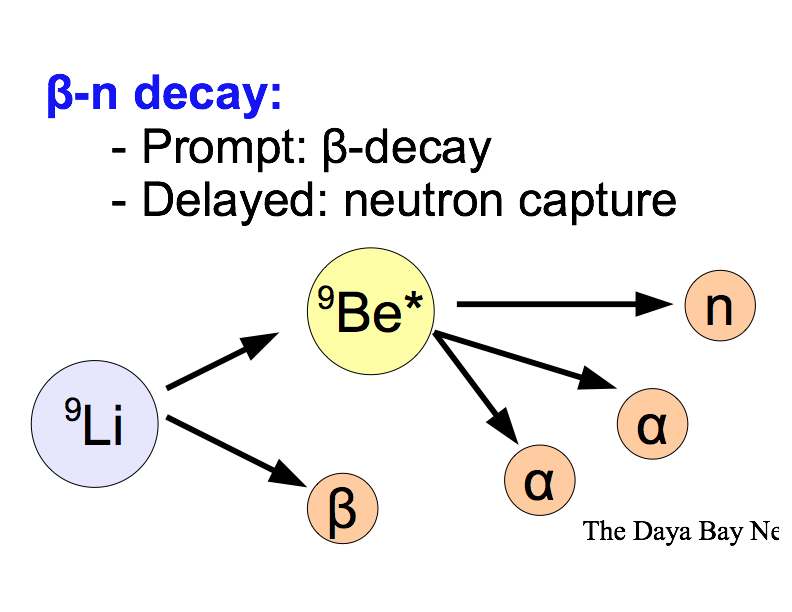 β-n decay:
- Prompt: β-decay
- Delayed: neutron capture
⁹Be*
n
⁹Li
α
α
β
The Daya Bay